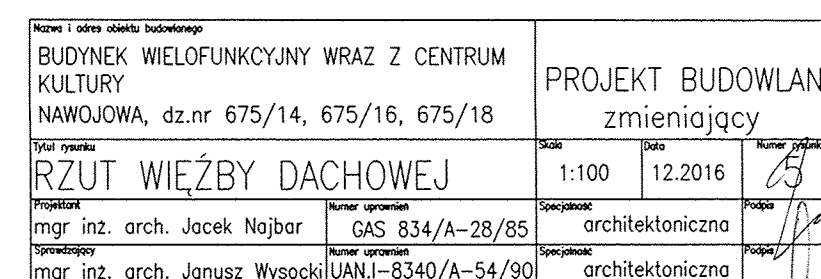 Nazwa i adres obiektu budowlanego
BUDYNEK WIELOFUNKCYJNY WRAZ Z CENTRUM
KULTURY
NAWOJOWA, dz.nr 675/14, 675/16, 675/18
PROJEKT BUDOWLAN
zmieniający
Tytuł rysunku
RZUT WIĘŹBY DACHOWEJ
Skala
1:100
Data
12.2016
Numer rysunk
5
Projektant
mgr inż. arch. Jacek Najbar
Numer uprawnień
GAS 834/A-28/85
Specjalność
architektoniczna
Podpis
Sprawdzający
mgr inż. arch. Janusz Wysocki
Numer uprawnień
UAN.I-8340/A-54/90
Specjalność
architektoniczna
Podpis